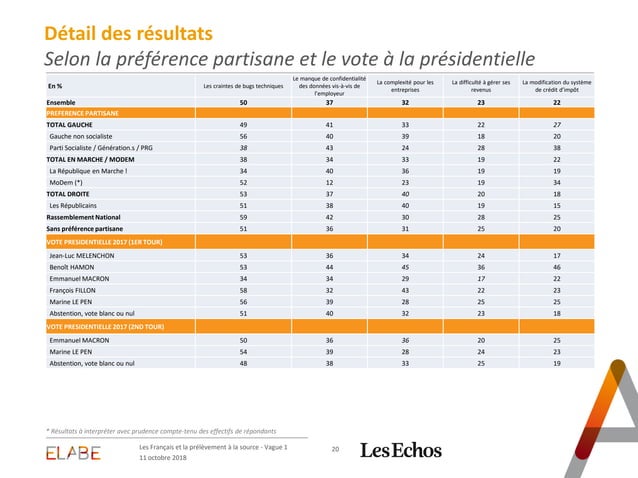 Détail des résultats
Selon la préférence partisane et le vote à la présidentielle
En % Les craintes de bugs techniques Le manque de confidentialité des données vis-à-vis de l'employeur La complexité pour les entreprises La difficulté à gérer ses revenus La modification du système de crédit d'impôt
Ensemble 50 37 32 23 22
PREFERENCE PARTISANE
TOTAL GAUCHE 49 41 33 22 27
Gauche non socialiste 56 40 39 18 20
Parti Socialiste / Génération.s / PRG 38 43 24 28 38
TOTAL EN MARCHE / MODEM 38 34 33 19 22
La République en Marche ! 34 40 36 19 19
MoDem (*) 52 12 23 19 34
TOTAL DROITE 53 37 40 20 18
Les Républicains 51 38 40 19 15
Rassemblement National 59 42 30 28 25
Sans préférence partisane 51 36 31 25 20
VOTE PRESIDENTIELLE 2017 (1ER TOUR)
Jean-Luc MELENCHON 53 36 34 24 17
Benoît HAMON 53 44 45 36 46
Emmanuel MACRON 34 34 29 17 22
François FILLON 58 32 43 22 23
Marine LE PEN 56 39 28 25 25
Abstention, vote blanc ou nul 51 40 32 23 18
VOTE PRESIDENTIELLE 2017 (2ND TOUR)
Emmanuel MACRON 50 36 36 20 25
Marine LE PEN 54 39 28 24 23
Abstention, vote blanc ou nul 48 38 33 25 19
* Résultats à interpréter avec prudence compte-tenu des effectifs de répondants
ELABE
Les Français et la prélèvement à la source - Vague 1
11 octobre 2018
20
Les Echos